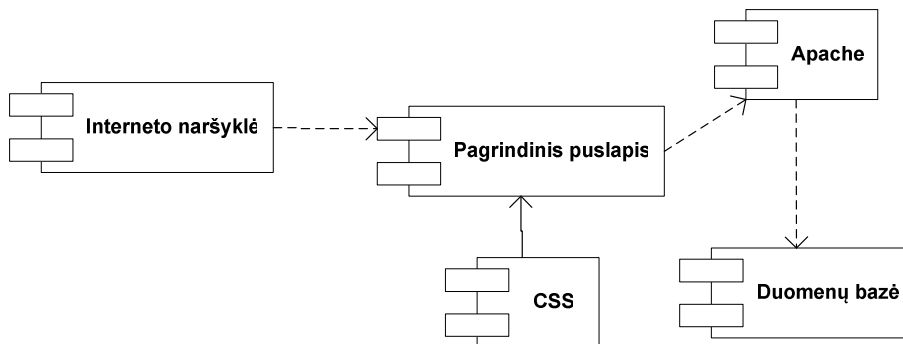 Apache
Interneto naršyklė
Pagrindinis puslapis
CSS
Duomenų bazė